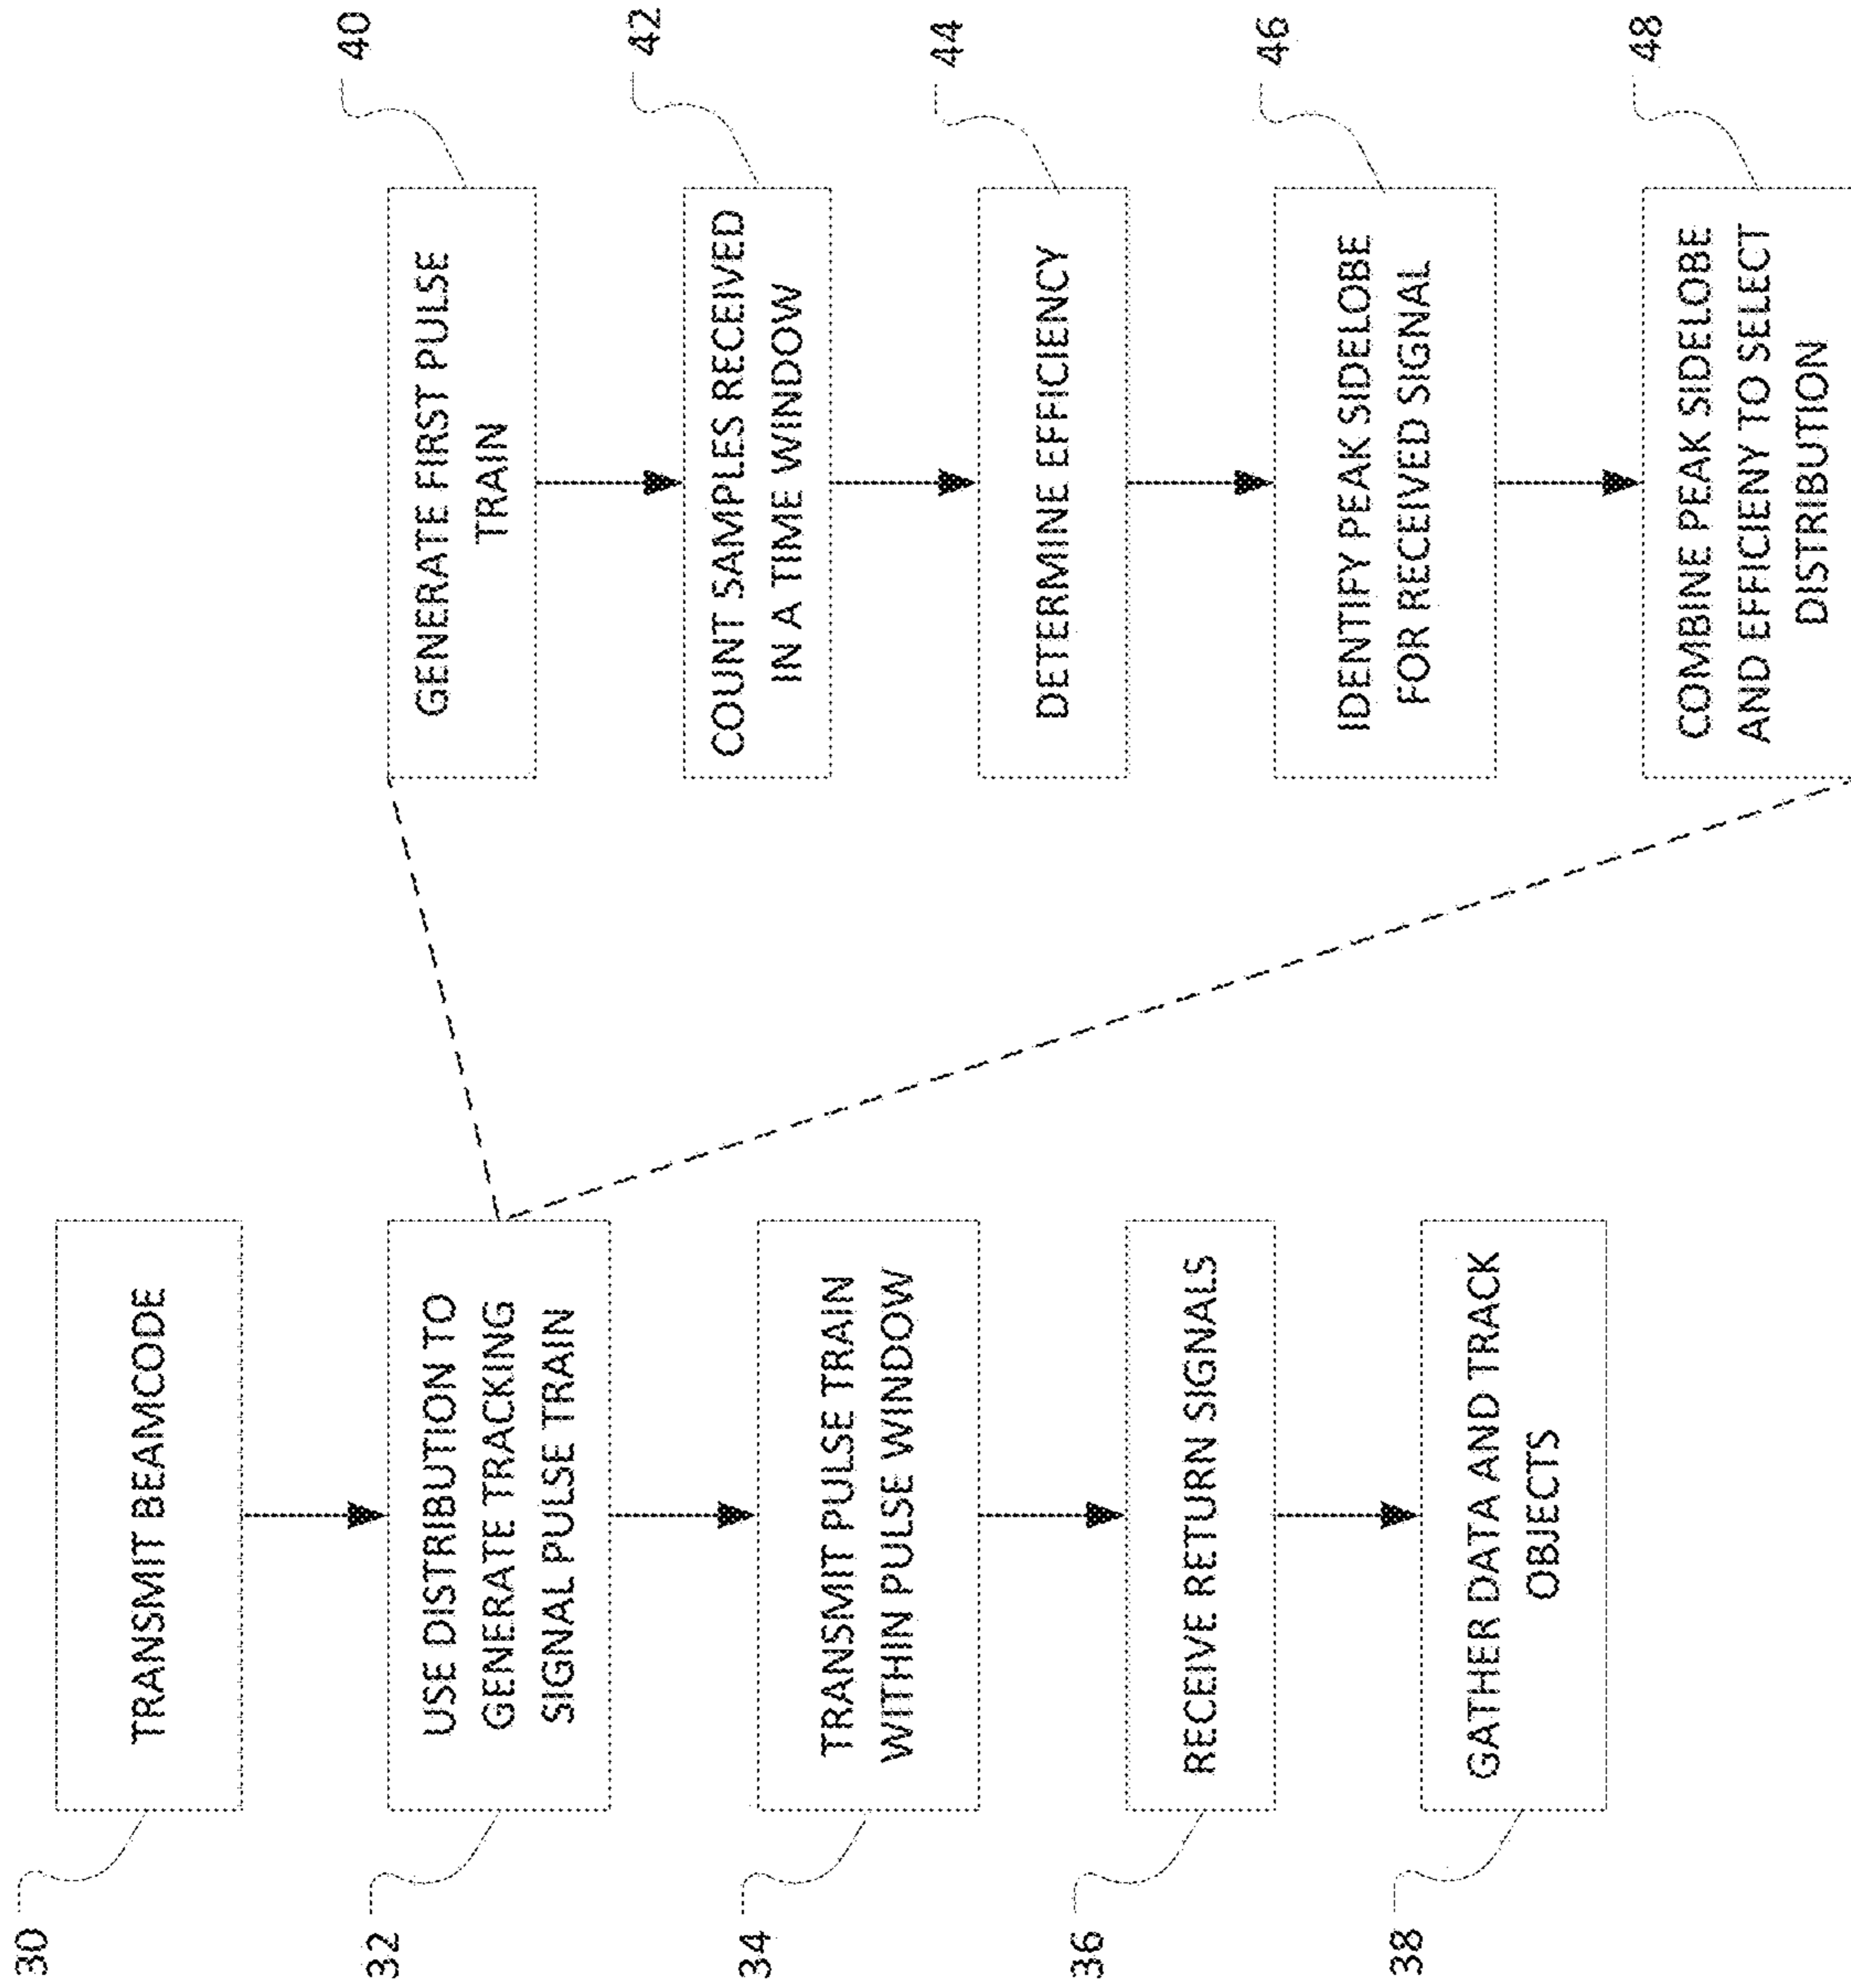 30
TRANSMIT BEAMCODE
32
USE DISTRIBUTION TO
GENERATE TRACKING
SIGNAL PULSE TRAIN
34
TRANSMIT PULSE TRAIN
WITHIN PULSE WINDOW
36
RECEIVE RETURN SIGNALS
38
GATHER DATA AND TRACK
OBJECTS
40
GENERATE FIRST PULSE
TRAIN
42
COUNT SAMPLES RECEIVED
IN A TIME WINDOW
44
DETERMINE EFFICIENCY
46
IDENTIFY PEAK SIDELOBE
FOR RECEIVED SIGNAL
48
COMBINE PEAK SIDELOBE
AND EFFICIENY TO SELECT
DISTRIBUTION